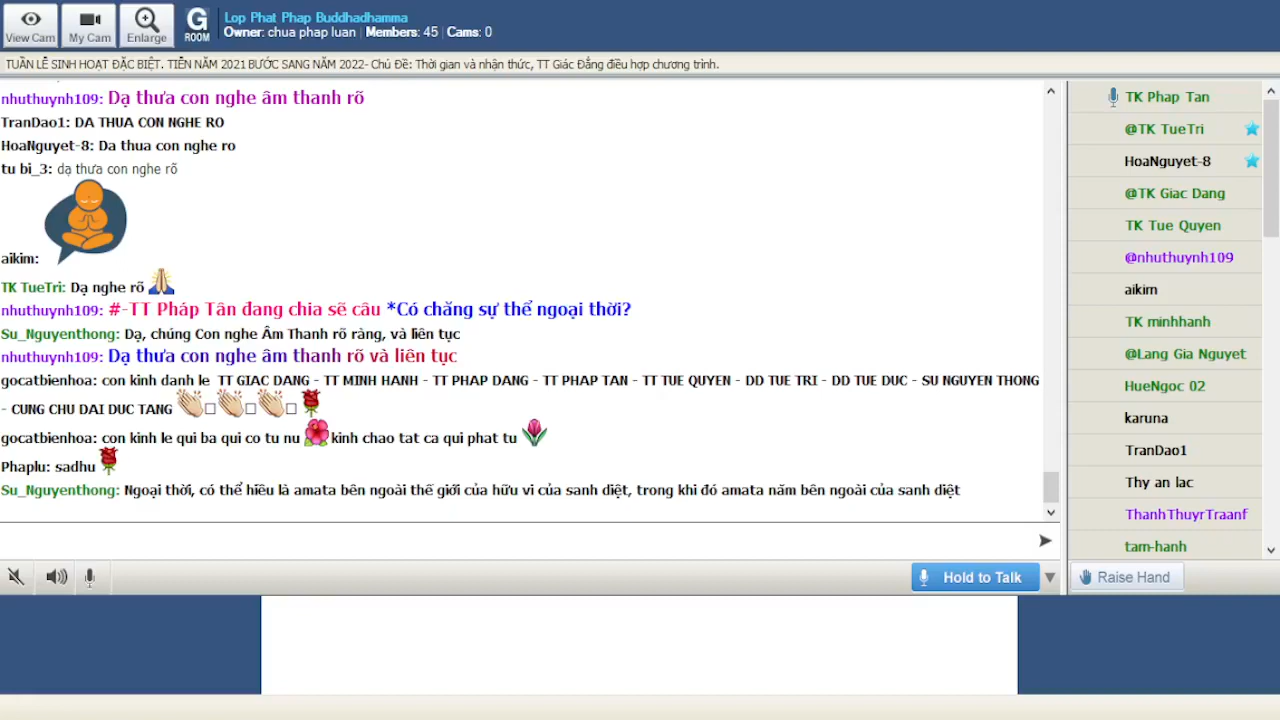 View Cam
My Cam
Enlarge
G
ROOM
Lop Phat Phap Buddhadhamma
Owner: chua phap luan | Members: 45 | Cams: 0
TUẦN LỄ SINH HOẠT ĐẶC BIỆT. TIỄN NĂM 2021 BƯỚC SANG NĂM 2022- Chủ Đề: Thời gian và nhận thức, TT Giác Đẳng điều hợp chương trình.
nhuthuynh109: Dạ thưa con nghe âm thanh rõ
TranDao1: DA THUA CON NGHE RO
HoaNguyet-8: Da thua con nghe ro
tu bi_3: dạ thưa con nghe rõ
aikim:
TK TueTri: Dạ nghe rõ
nhuthuynh109: #-TT Pháp Tân đang chia sẽ câu *Có chăng sự thể ngoại thời?
Su_Nguyenthong: Dạ, chúng Con nghe Âm Thanh rõ ràng, và liên tục
nhuthuynh109: Dạ thưa con nghe âm thanh rõ và liên tục
gocatbienhoa: con kinh danh le TT GIAC DANG - TT MINH HANH - TT PHAP DANG - TT PHAP TAN - TT TUE QUYEN - DD TUE TRI - DD TUE DUC - SU NGUYEN THONG
- CUNG CHU DAI DUC TANG
gocatbienhoa: con kinh le qui ba qui co tu nu kinh chao tat ca qui phat tu
Phaplu: sadhu
Su_Nguyenthong: Ngoại thời, có thể hiều là amata bên ngoài thế giới của hữu vi của sanh diệt, trong khi đó amata năm bên ngoài của sanh diệt
TK Phap Tan
@TK TueTri
HoaNguyet-8
@TK Giac Dang
TK Tue Quyen
@nhuthuynh109
aikim
TK minhhanh
@Lang Gia Nguyet
HueNgoc 02
karuna
TranDao1
Thy an lac
ThanhThuyrTraanf
tam-hanh
Hold to Talk
Raise Hand